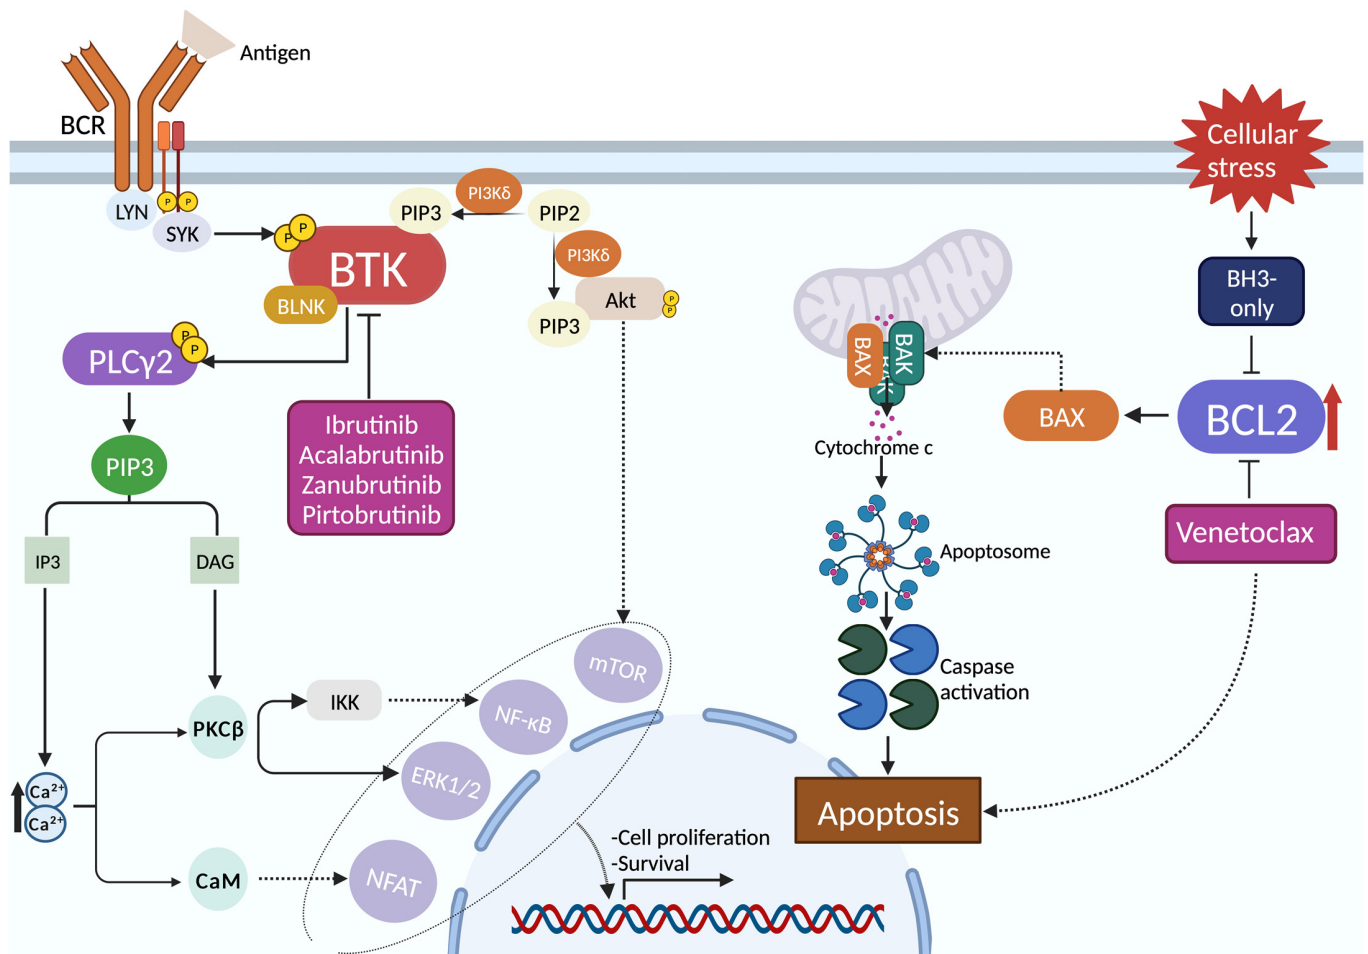 Antigen
BCR
LYN
P
P
SYK
P
P
BTK
BLNK
PIP3
PI3Kδ
PIP2
PI3Kδ
Akt
P
P
PIP3
PLCγ2
P
P
Ibrutinib
Acalabrutinib
Zanubrutinib
Pirtobrutinib
PIP3
IP3
DAG
PKCβ
IKK
Ca²⁺
Ca²⁺
CaM
mTOR
NF-κB
ERK1/2
NFAT
-Cell proliferation
-Survival
Cellular
stress
BH3-
only
BCL2
Venetoclax
BAX
BAX
BAK
Cytochrome c
Apoptosome
Caspase
activation
Apoptosis